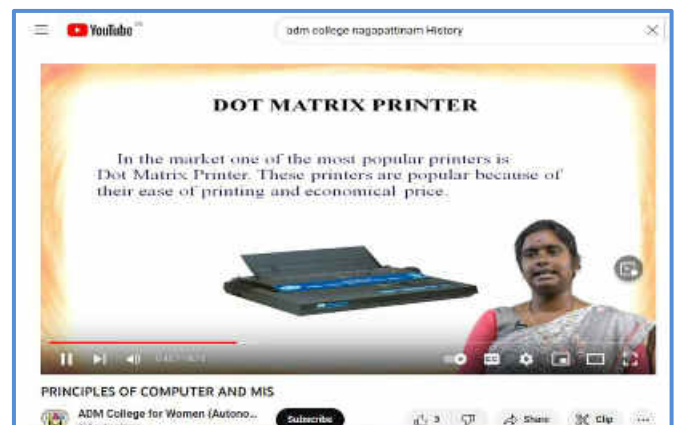 YouTube
adm college nagapattinam History
DOT MATRIX PRINTER
In the market one of the most popular printers is
Dot Matrix Printer. These printers are popular because of
their ease of printing and economical price.
PRINCIPLES OF COMPUTER AND MIS
ADM College for Women (Autono...
Subscribe
3
Share
Clip